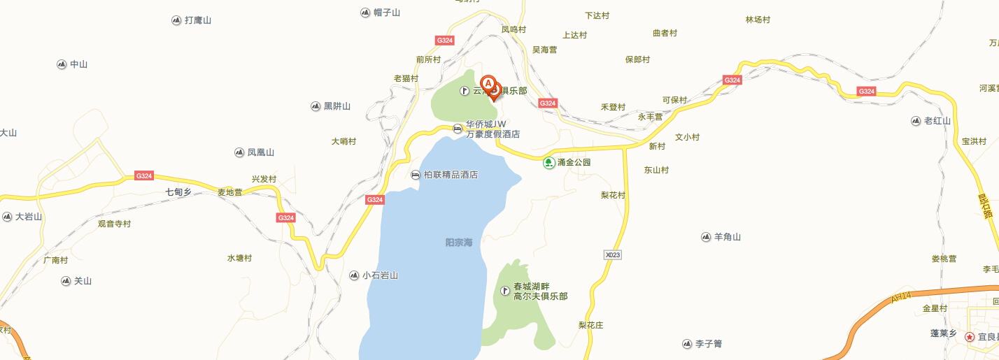 打鹰山
帽子山
下达村
林场村
凤鸣村
上达村
曲者村
G324
吴海营
前所村
保郎村
中山
老猫村
G324
G324
河溪营
A
B
俱乐部
G324
黑阱山
禾登村
可保村
永丰营
老红山
大山
华侨城JW
万豪度假酒店
文小村
大哨村
宝洪村
新村
凤凰山
涌金公园
东山村
G324
兴发村
柏联精品酒店
七甸乡
麦地营
梨花村
G324
昆石路
大岩山
G324
观音寺村
阳宗海
羊角山
X023
水塘村
广南村
娄桃营
小石岩山
关山
春城湖畔
高尔夫俱乐部
AH14
金星村
梨花庄
蓬莱乡
宜良县
李子箐